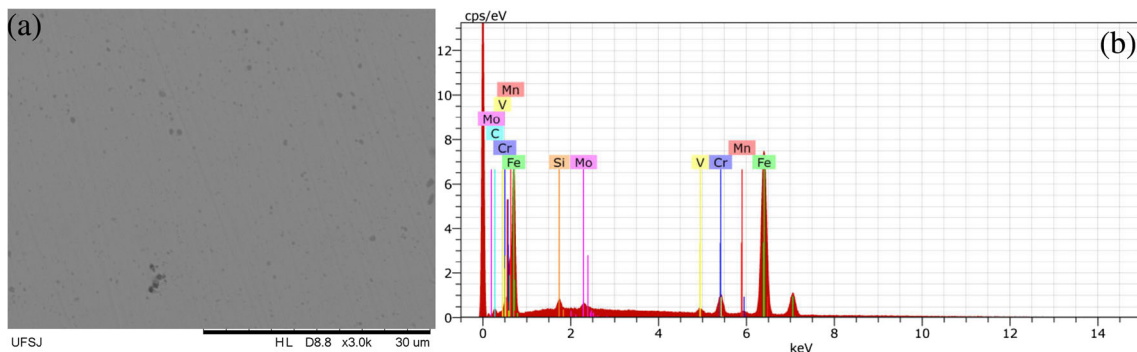 (a)
UFSJ
HL D8.8 x3.0k 30 um
cps/eV
(b)
12
10
8
6
4
2
0
Mn
V
Mo
C
Cr
Fe
Si
Mo
V
Cr
Mn
Fe
0 2 4 6 8 10 12 14
keV